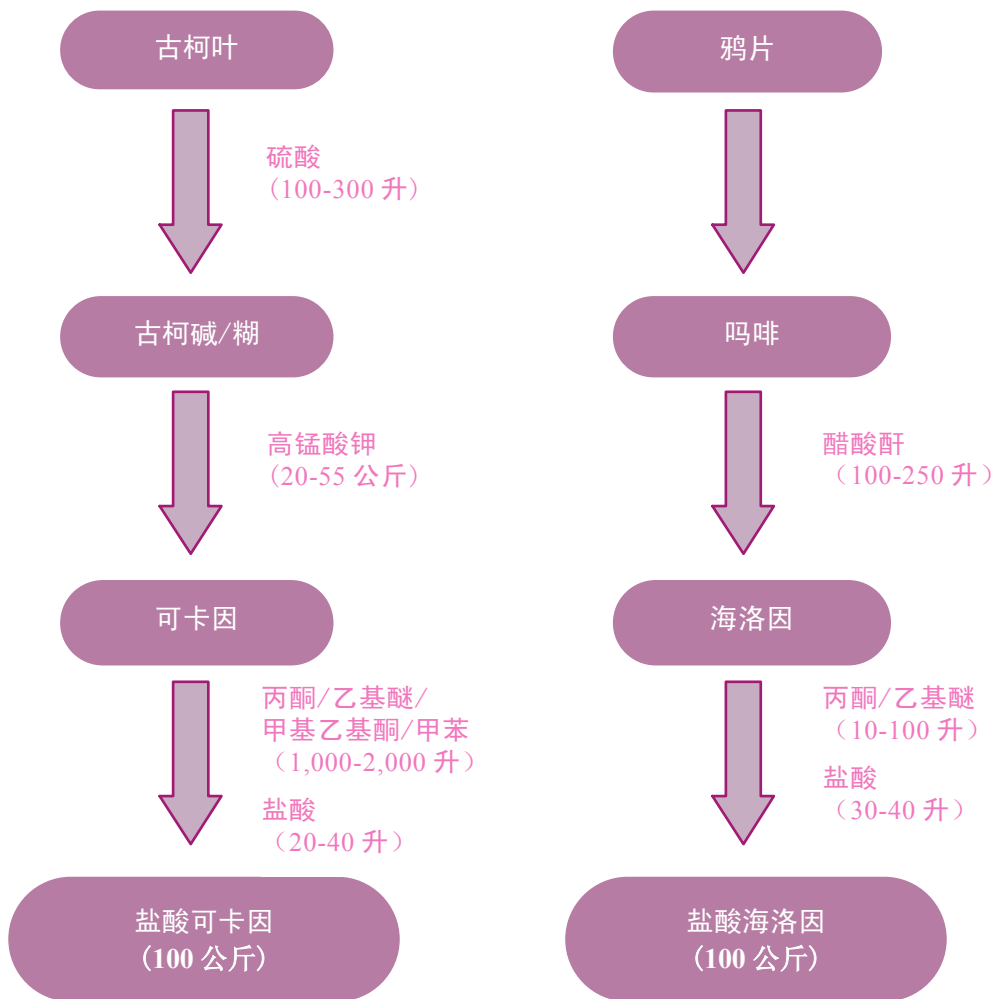 古柯叶
硫酸
(100-300 升)
古柯碱/糊
高锰酸钾
(20-55 公斤)
可卡因
丙酮/乙基醚/
甲基乙基酮/甲苯
（1,000-2,000 升）
盐酸
（20-40 升）
盐酸可卡因
(100 公斤)
鸦片
吗啡
醋酸酐
（100-250 升）
海洛因
丙酮/乙基醚
（10-100 升）
盐酸
（30-40 升）
盐酸海洛因
(100 公斤)